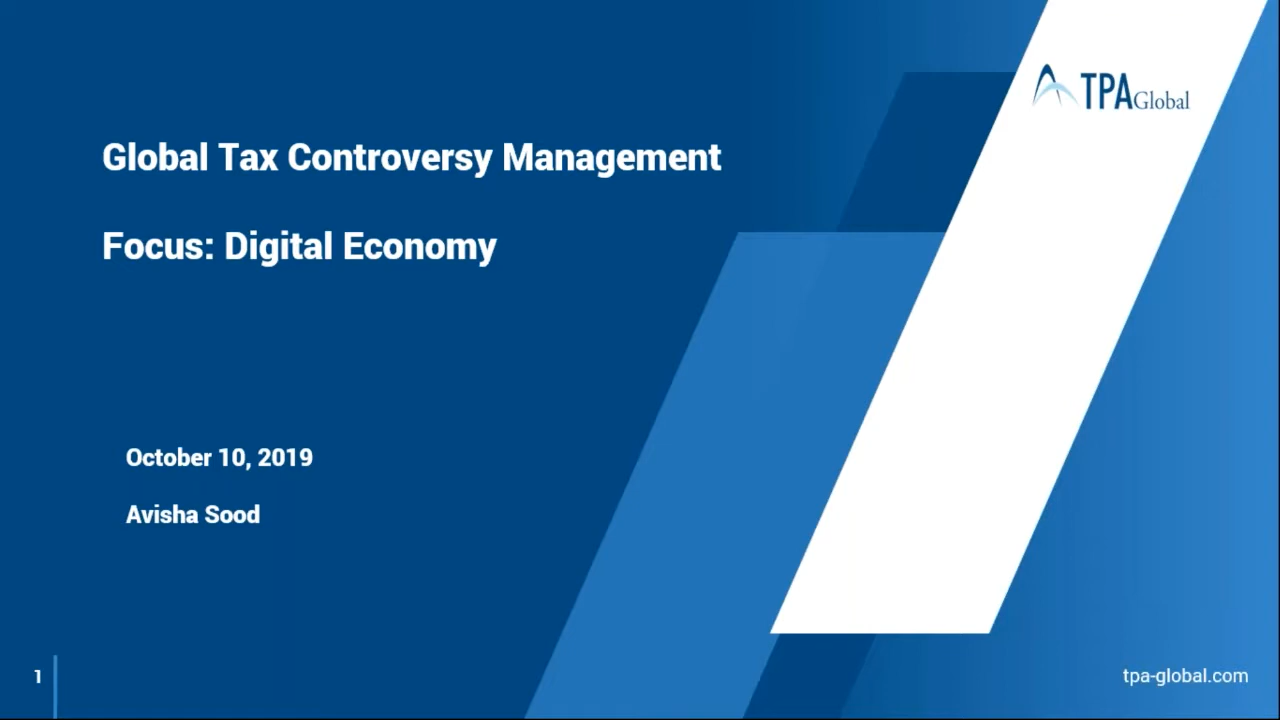 TPA Global
Global Tax Controversy Management
Focus: Digital Economy
October 10, 2019
Avisha Sood
1
tpa-global.com